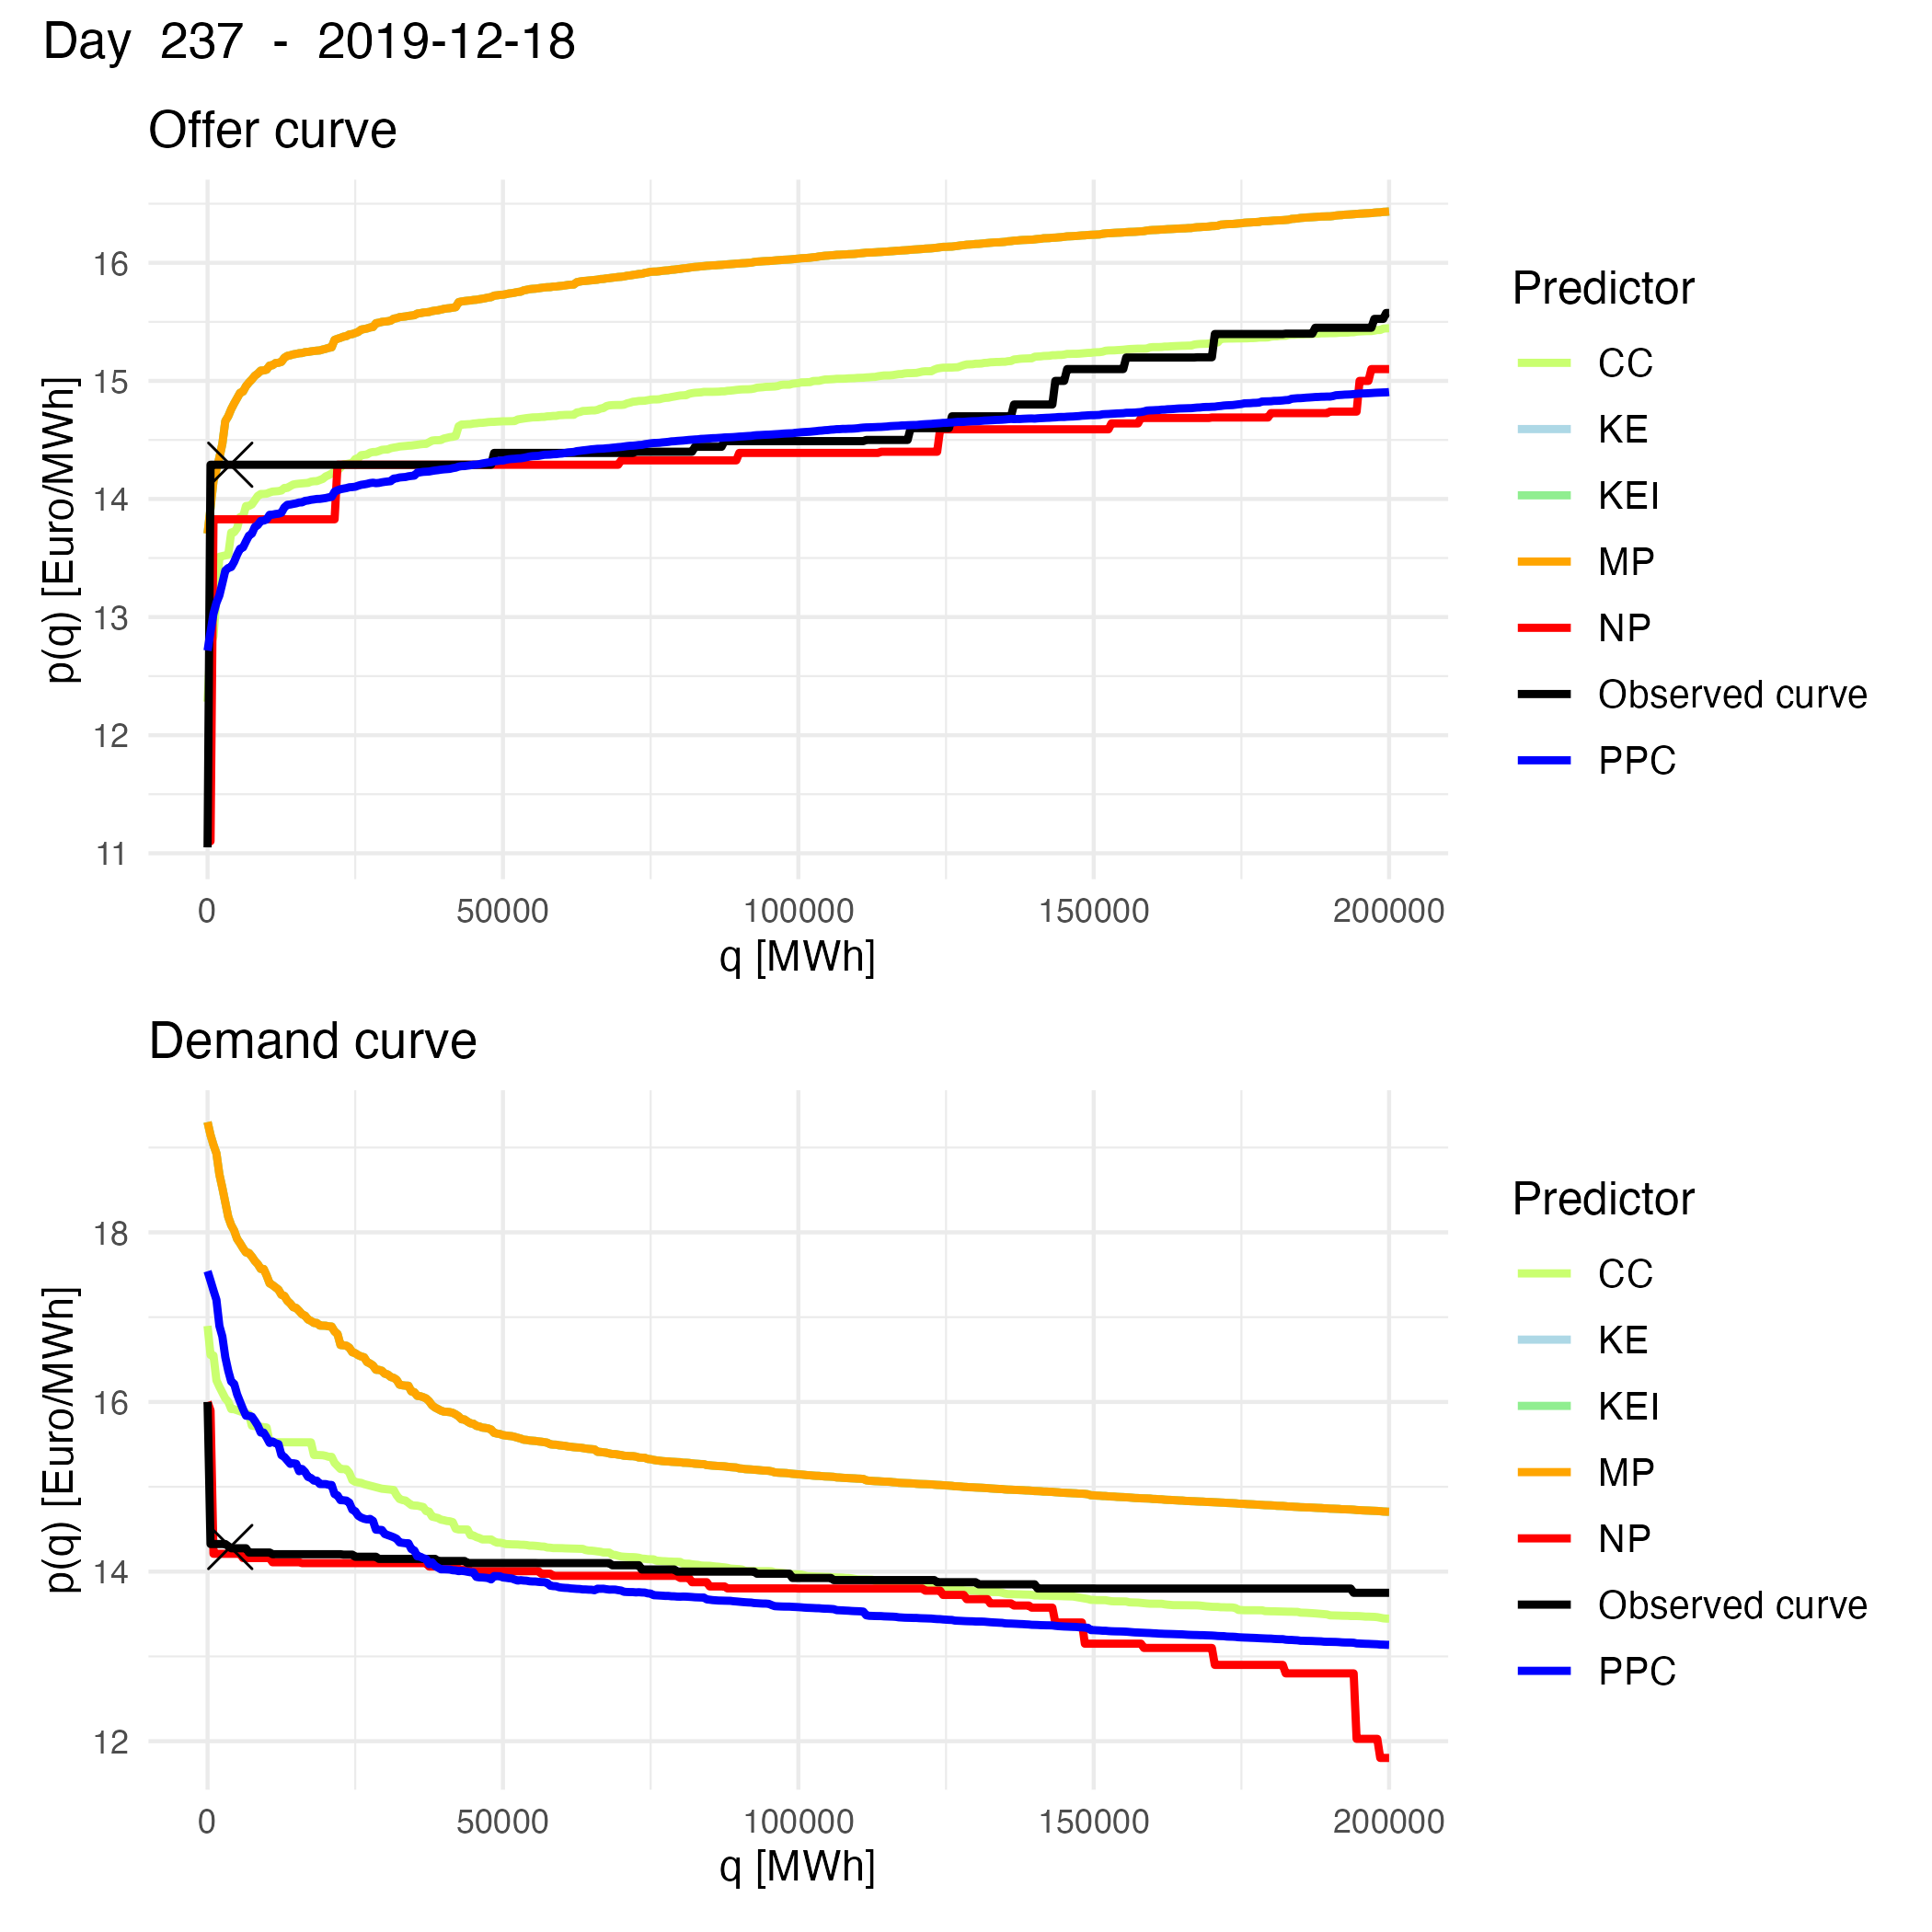 Day 237 - 2019-12-18
Offer curve
p(q) [Euro/MWh]
16
15
14
13
12
11
0 50000 100000 150000 200000
q [MWh]
Predictor
CC
KE
KEI
MP
NP
Observed curve
PPC
Demand curve
p(q) [Euro/MWh]
18
16
14
12
0 50000 100000 150000 200000
q [MWh]
Predictor
CC
KE
KEI
MP
NP
Observed curve
PPC